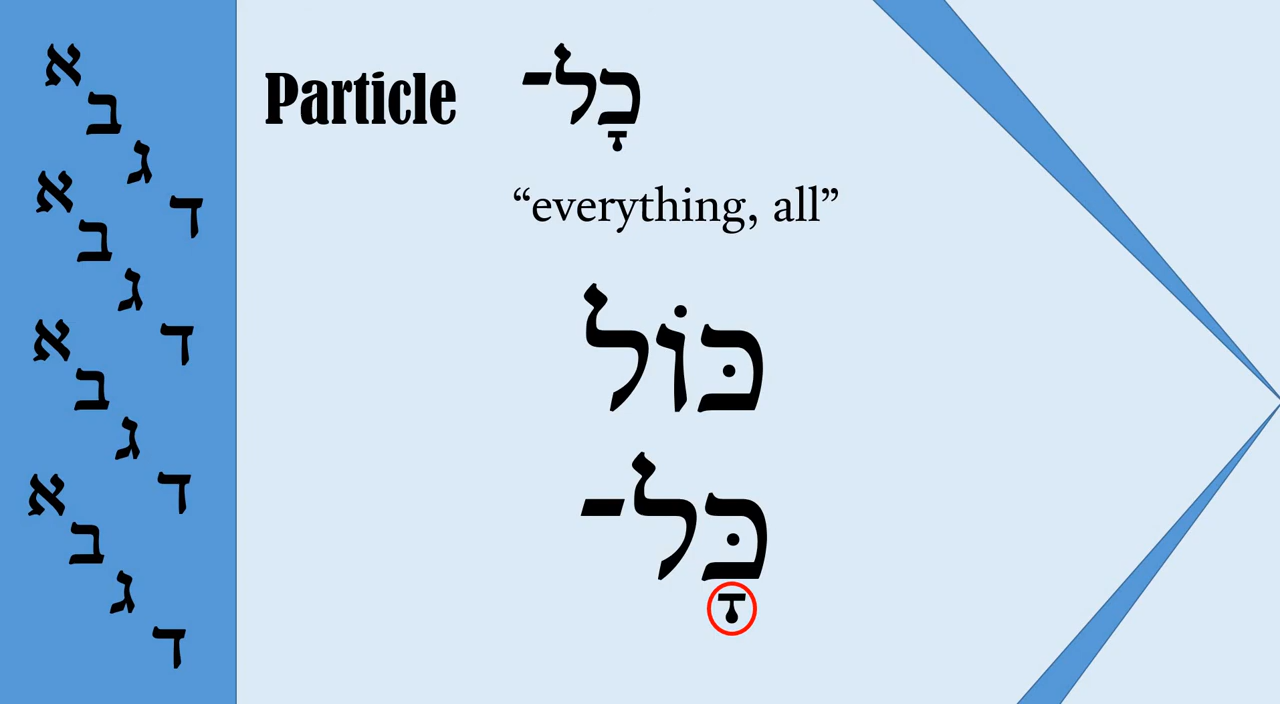 א ב ג ד
א ב ג ד
א ב ג ד
א ב ג ד
Particle כָל־
“everything, all”
כּוֹל
כָּל־